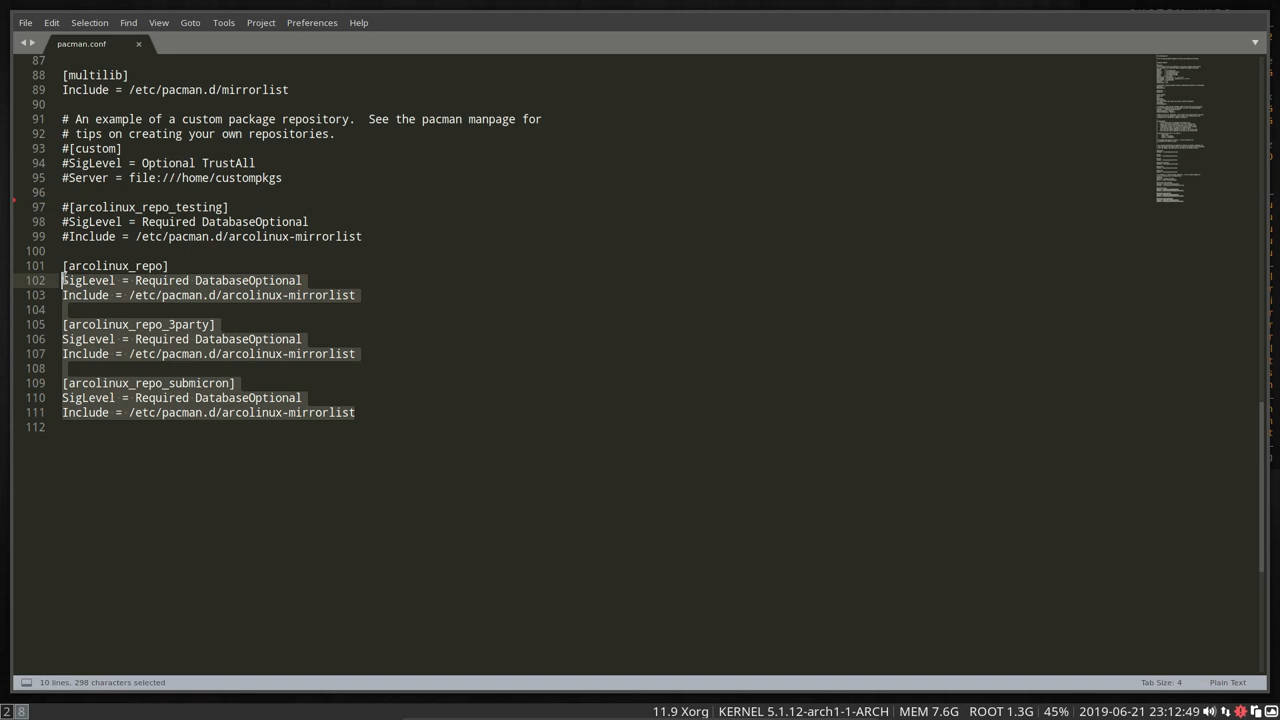 File Edit Selection Find View Goto Tools Project Preferences Help
pacman.conf ×
87
88 [multilib]
89 Include = /etc/pacman.d/mirrorlist
90
91 # An example of a custom package repository.  See the pacman manpage for
92 # tips on creating your own repositories.
93 #[custom]
94 #SigLevel = Optional TrustAll
95 #Server = file:///home/custompkgs
96
97 #[arcolinux_repo_testing]
98 #SigLevel = Required DatabaseOptional
99 #Include = /etc/pacman.d/arcolinux-mirrorlist
100
101 [arcolinux_repo]
102 SigLevel = Required DatabaseOptional
103 Include = /etc/pacman.d/arcolinux-mirrorlist
104
105 [arcolinux_repo_3party]
106 SigLevel = Required DatabaseOptional
107 Include = /etc/pacman.d/arcolinux-mirrorlist
108
109 [arcolinux_repo_submicron]
110 SigLevel = Required DatabaseOptional
111 Include = /etc/pacman.d/arcolinux-mirrorlist
112
10 lines, 298 characters selected Tab Size: 4 Plain Text
2 8 11.9 Xorg KERNEL 5.1.12-arch1-1-ARCH MEM 7.6G ROOT 1.3G 45% 2019-06-21 23:12:49